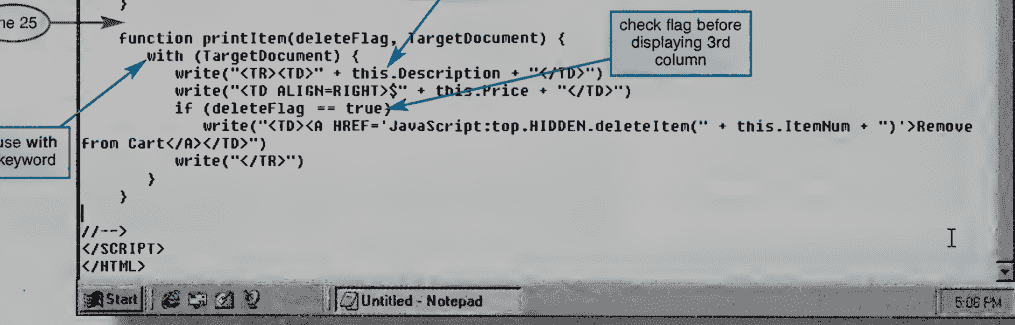 }
ne 25
check flag before
displaying 3rd
column
function printItem(deleteFlag, TargetDocument) {
with (TargetDocument) {
write("<TR><TD>" + this.Description + "</TD>")
write("<TD ALIGN=RIGHT>$" + this.Price + "</TD>")
if (deleteFlag == true)
write("<TD><A HREF='JavaScript:top.HIDDEN.deleteItem(" + this.ItemNum + ")'>Remove
from Cart</A></TD>")
write("</TR>")
}
}
use with
keyword
//-->
</SCRIPT>
</HTML>
Start
Untitled - Notepad
5:06 PM